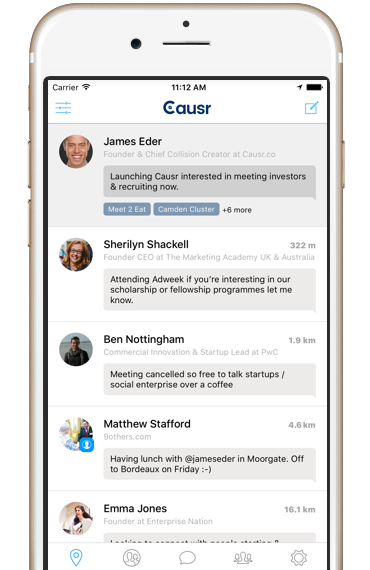 Carrier 11:12 AM
Causr
James Eder
Founder & Chief Collision Creator at Causr.co
Launching Causr interested in meeting investors
& recruiting now.
Meet 2 Eat Camden Cluster +6 more
Sherilyn Shackell 322 m
Founder CEO at The Marketing Academy UK & Australia
Attending Adweek if you're interesting in our
scholarship or fellowship programmes let me
know.
Ben Nottingham 1.9 km
Commercial Innovation & Startup Lead at PwC
Meeting cancelled so free to talk startups /
social enterprise over a coffee
Matthew Stafford 4.6 km
9others.com
Having lunch with @jameseder in Moorgate. Off
to Bordeaux on Friday :-)
Emma Jones 16.1 km
Founder at Enterprise Nation
Looking to connect with people starting &